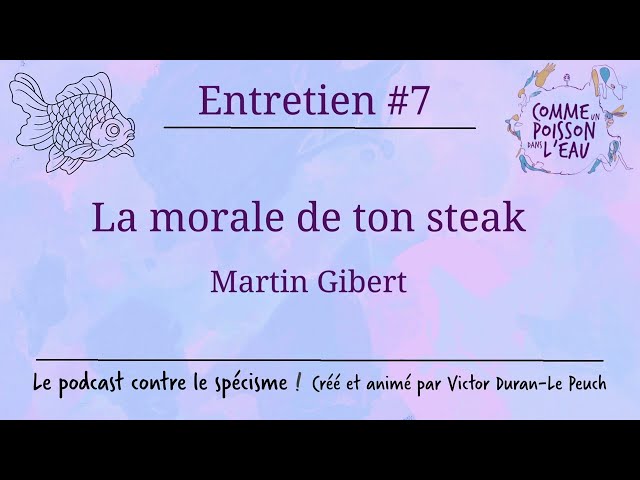 Entretien #7
COMME UN
POISSON
DANS L'EAU
La morale de ton steak
Martin Gibert
Le podcast contre le spécisme ! Créé et animé par Victor Duran-Le Peuch